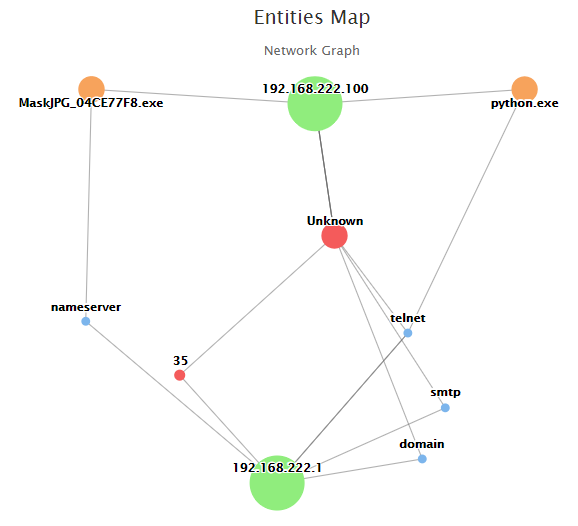 Entities Map
Network Graph
192.168.222.100
MaskJPG_04CE77F8.exe
python.exe
Unknown
nameserver
telnet
35
smtp
domain
192.168.222.1